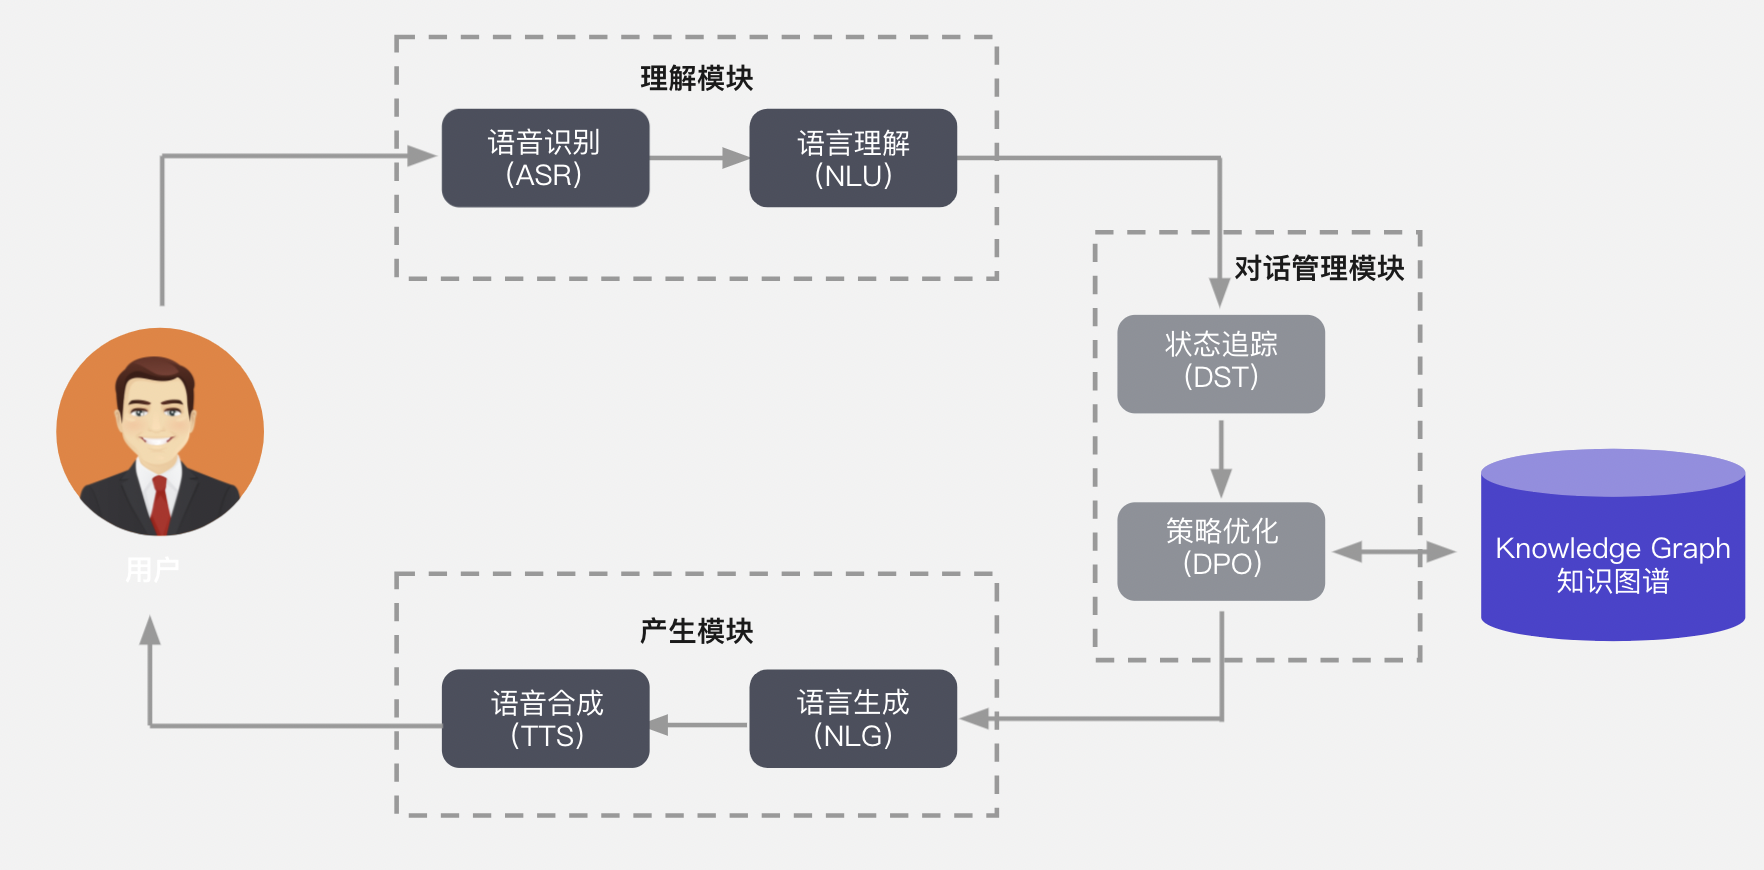 理解模块
语音识别
(ASR)
语言理解
(NLU)
对话管理模块
状态追踪
(DST)
策略优化
(DPO)
Knowledge Graph
知识图谱
用户
产生模块
语音合成
(TTS)
语言生成
(NLG)